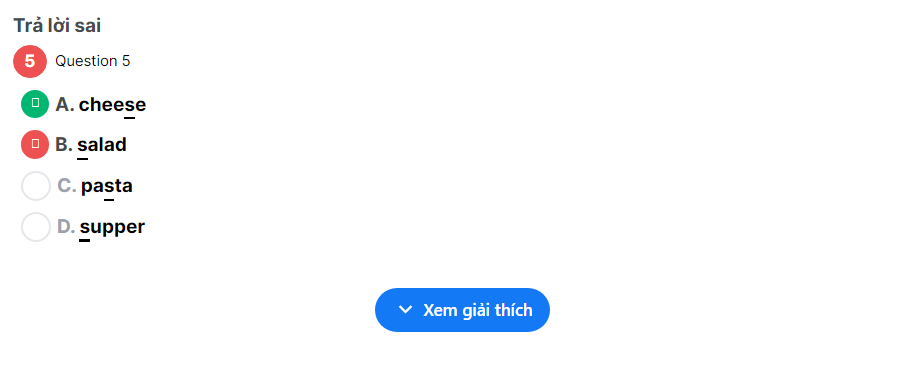 Trả lời sai
5 Question 5
A. cheese
B. salad
C. pasta
D. supper
Xem giải thích